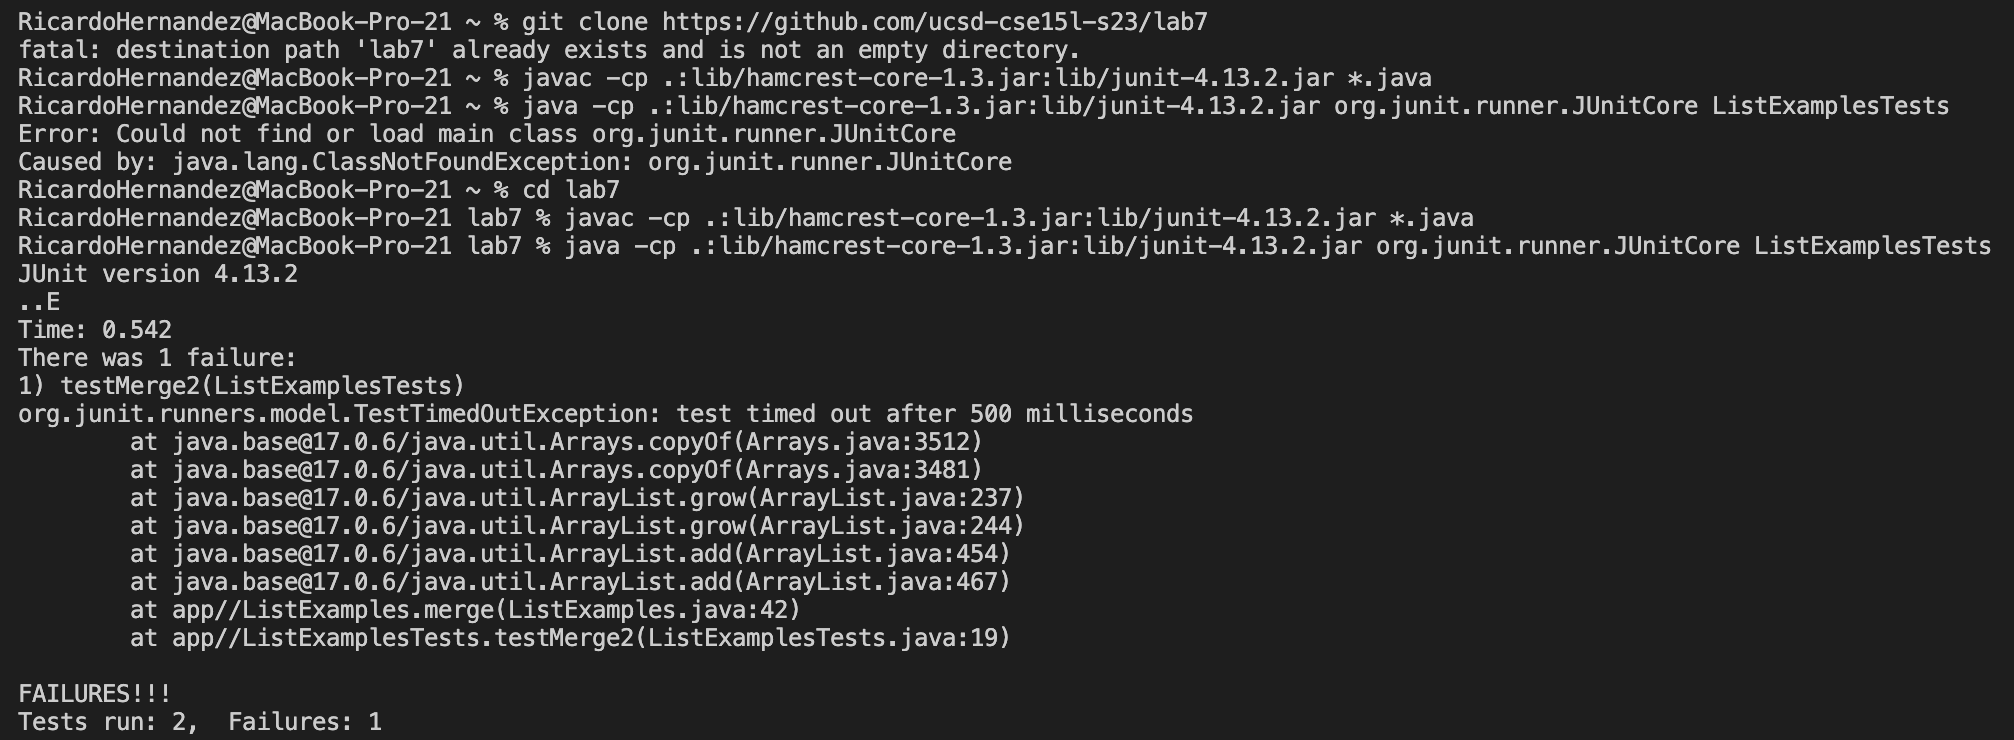 RicardoHernandez@MacBook-Pro-21 ~ % git clone https://github.com/ucsd-cse15l-s23/lab7
fatal: destination path 'lab7' already exists and is not an empty directory.
RicardoHernandez@MacBook-Pro-21 ~ % javac -cp .:lib/hamcrest-core-1.3.jar:lib/junit-4.13.2.jar *.java
RicardoHernandez@MacBook-Pro-21 ~ % java -cp .:lib/hamcrest-core-1.3.jar:lib/junit-4.13.2.jar org.junit.runner.JUnitCore ListExamplesTests
Error: Could not find or load main class org.junit.runner.JUnitCore
Caused by: java.lang.ClassNotFoundException: org.junit.runner.JUnitCore
RicardoHernandez@MacBook-Pro-21 ~ % cd lab7
RicardoHernandez@MacBook-Pro-21 lab7 % javac -cp .:lib/hamcrest-core-1.3.jar:lib/junit-4.13.2.jar *.java
RicardoHernandez@MacBook-Pro-21 lab7 % java -cp .:lib/hamcrest-core-1.3.jar:lib/junit-4.13.2.jar org.junit.runner.JUnitCore ListExamplesTests
JUnit version 4.13.2
..E
Time: 0.542
There was 1 failure:
1) testMerge2(ListExamplesTests)
org.junit.runners.model.TestTimedOutException: test timed out after 500 milliseconds
        at java.base@17.0.6/java.util.Arrays.copyOf(Arrays.java:3512)
        at java.base@17.0.6/java.util.Arrays.copyOf(Arrays.java:3481)
        at java.base@17.0.6/java.util.ArrayList.grow(ArrayList.java:237)
        at java.base@17.0.6/java.util.ArrayList.grow(ArrayList.java:244)
        at java.base@17.0.6/java.util.ArrayList.add(ArrayList.java:454)
        at java.base@17.0.6/java.util.ArrayList.add(ArrayList.java:467)
        at app//ListExamples.merge(ListExamples.java:42)
        at app//ListExamplesTests.testMerge2(ListExamplesTests.java:19)
FAILURES!!!
Tests run: 2,  Failures: 1